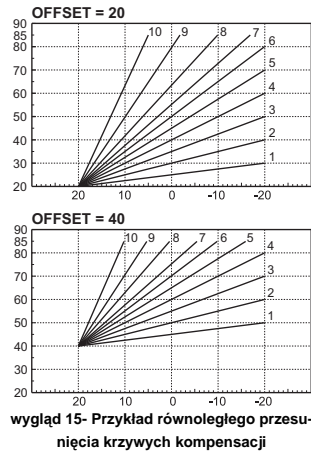 OFFSET = 20
90
85
80
70
60
50
40
30
20
10 9 8 7 6 5 4 3 2 1
20 10 0 -10 -20
OFFSET = 40
90
85
80
70
60
50
40
30
20
10 9 8 7 6 5 4 3 2 1
20 10 0 -10 -20
wygląd 15- Przykład równoległego przesu-
nięcia krzywych kompensacji